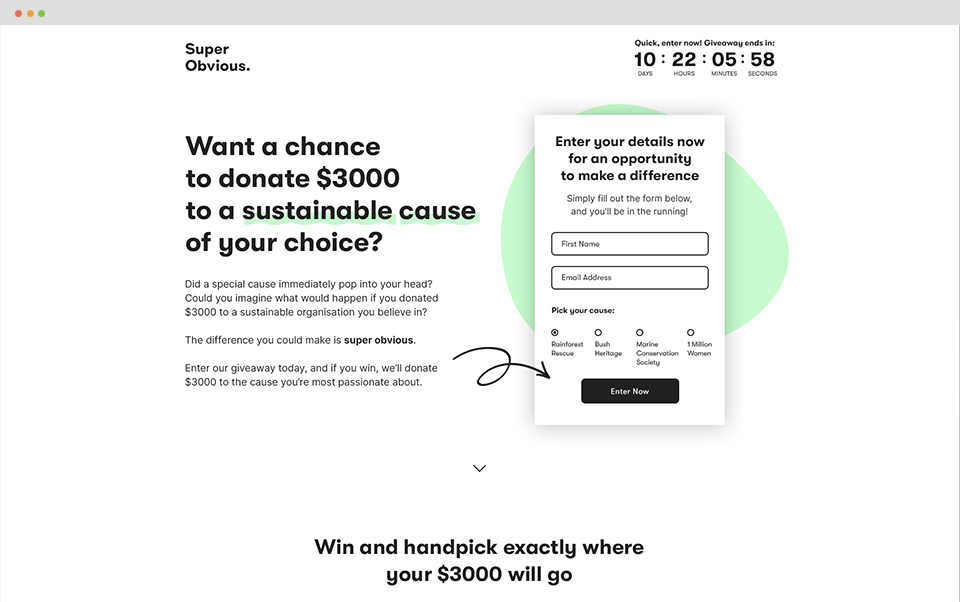 Super
Obvious.
Quick, enter now! Giveaway ends in:
10 : 22 : 05 : 58
DAYS HOURS MINUTES SECONDS
Want a chance
to donate $3000
to a sustainable cause
of your choice?
Did a special cause immediately pop into your head?
Could you imagine what would happen if you donated
$3000 to a sustainable organisation you believe in?
The difference you could make is super obvious.
Enter our giveaway today, and if you win, we'll donate
$3000 to the cause you're most passionate about.
Enter your details now
for an opportunity
to make a difference
Simply fill out the form below,
and you'll be in the running!
First Name
Email Address
Pick your cause:
Rainforest
Rescue
Bush
Heritage
Marine
Conservation
Society
1 Million
Women
Enter Now
Win and handpick exactly where
your $3000 will go